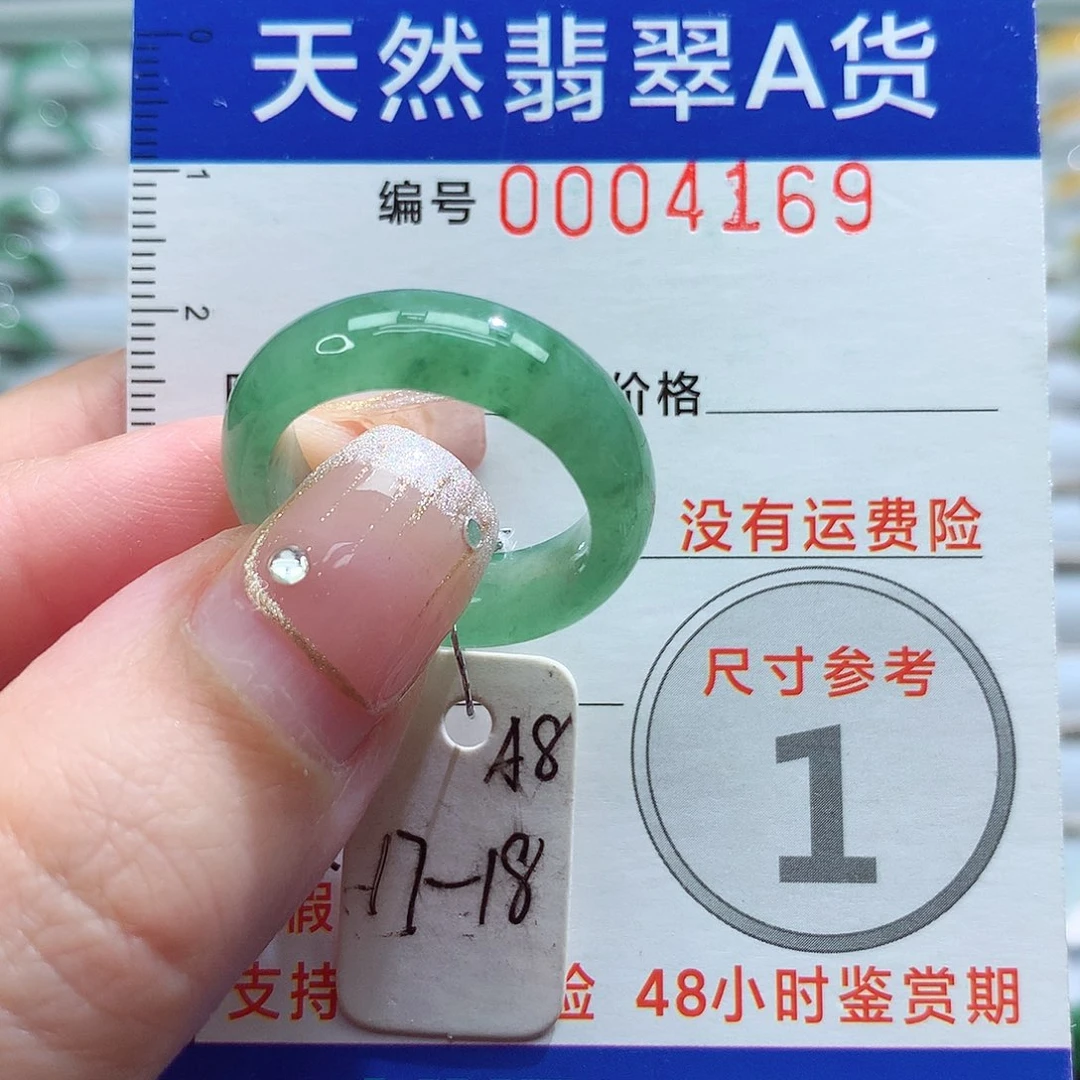 天然翡翠A货
编号 0004169
0
1
2
价格
没有运费险
尺寸参考
1
A8
17-18
假
支持 险 48小时鉴赏期